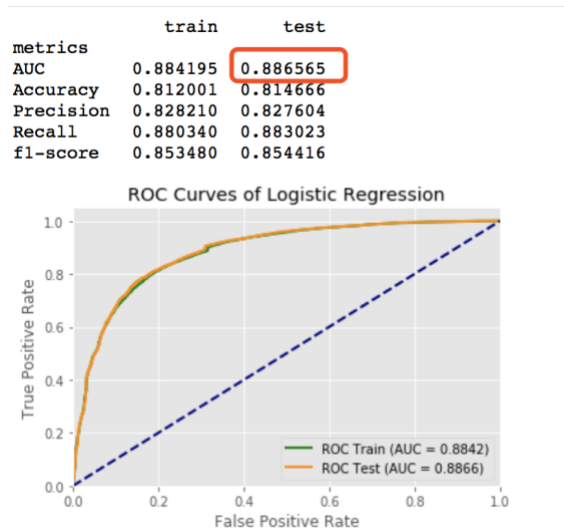 train test
metrics
AUC 0.884195 0.886565
Accuracy 0.812001 0.814666
Precision 0.828210 0.827604
Recall 0.880340 0.883023
f1-score 0.853480 0.854416
ROC Curves of Logistic Regression
1.0
0.8
0.6
0.4
0.2
0.0
True Positive Rate
ROC Train (AUC = 0.8842)
ROC Test (AUC = 0.8866)
0.0 0.2 0.4 0.6 0.8 1.0
False Positive Rate